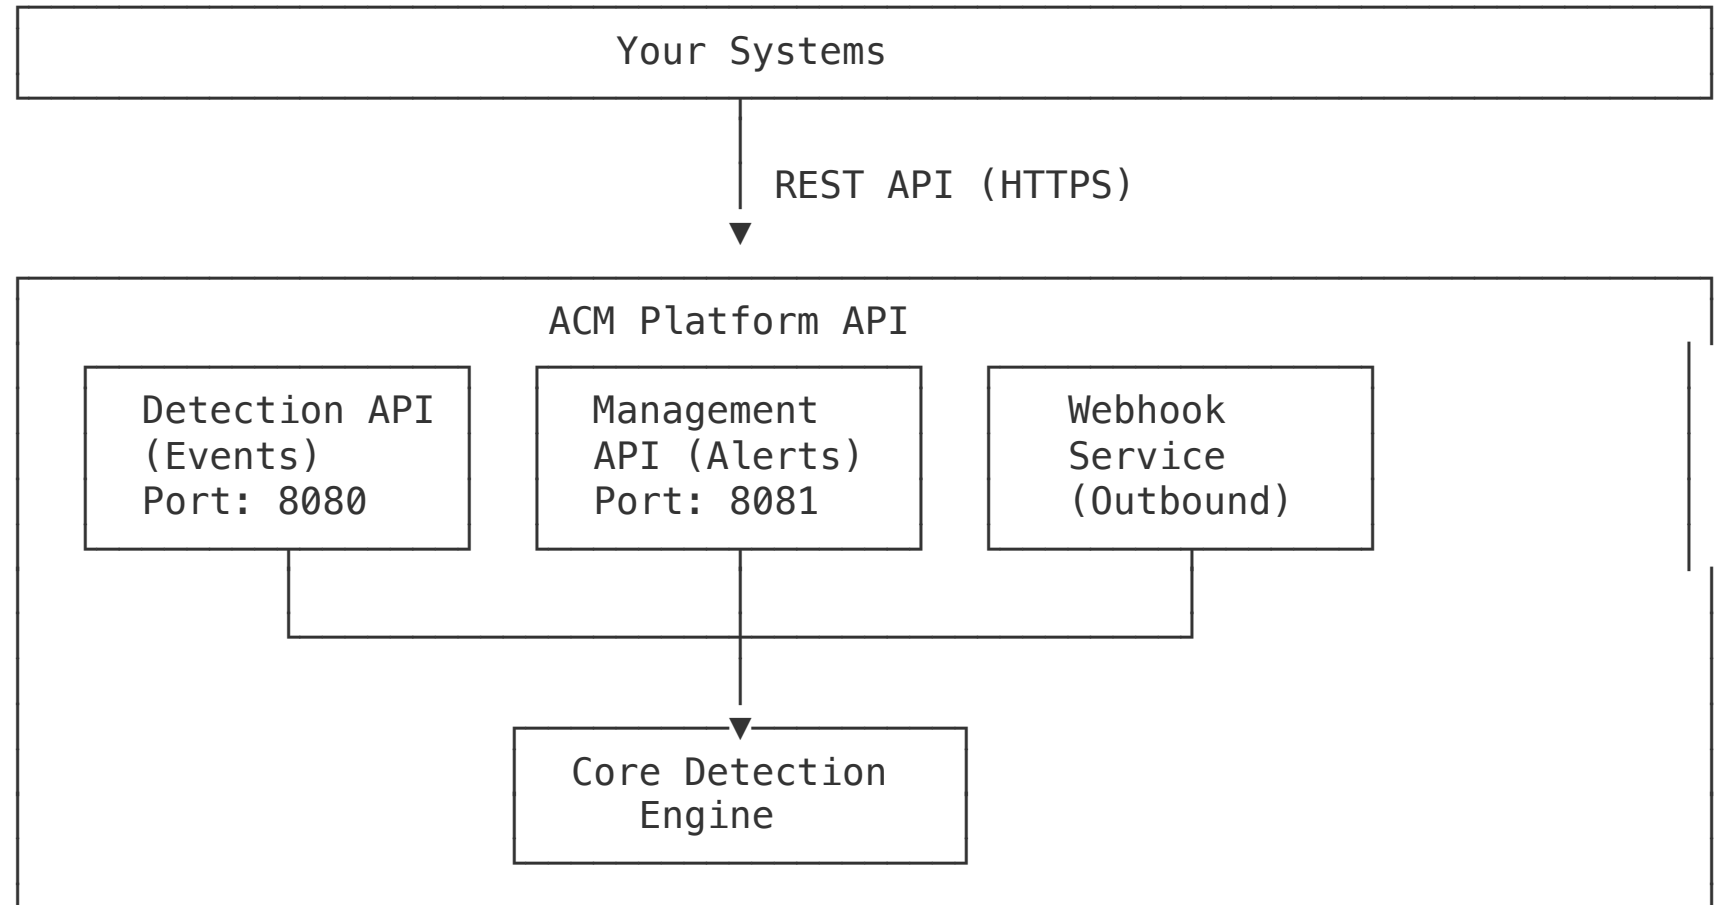 Your Systems
REST API (HTTPS)
ACM Platform API
Detection API
(Events)
Port: 8080
Management
API (Alerts)
Port: 8081
Webhook
Service
(Outbound)
Core Detection
Engine